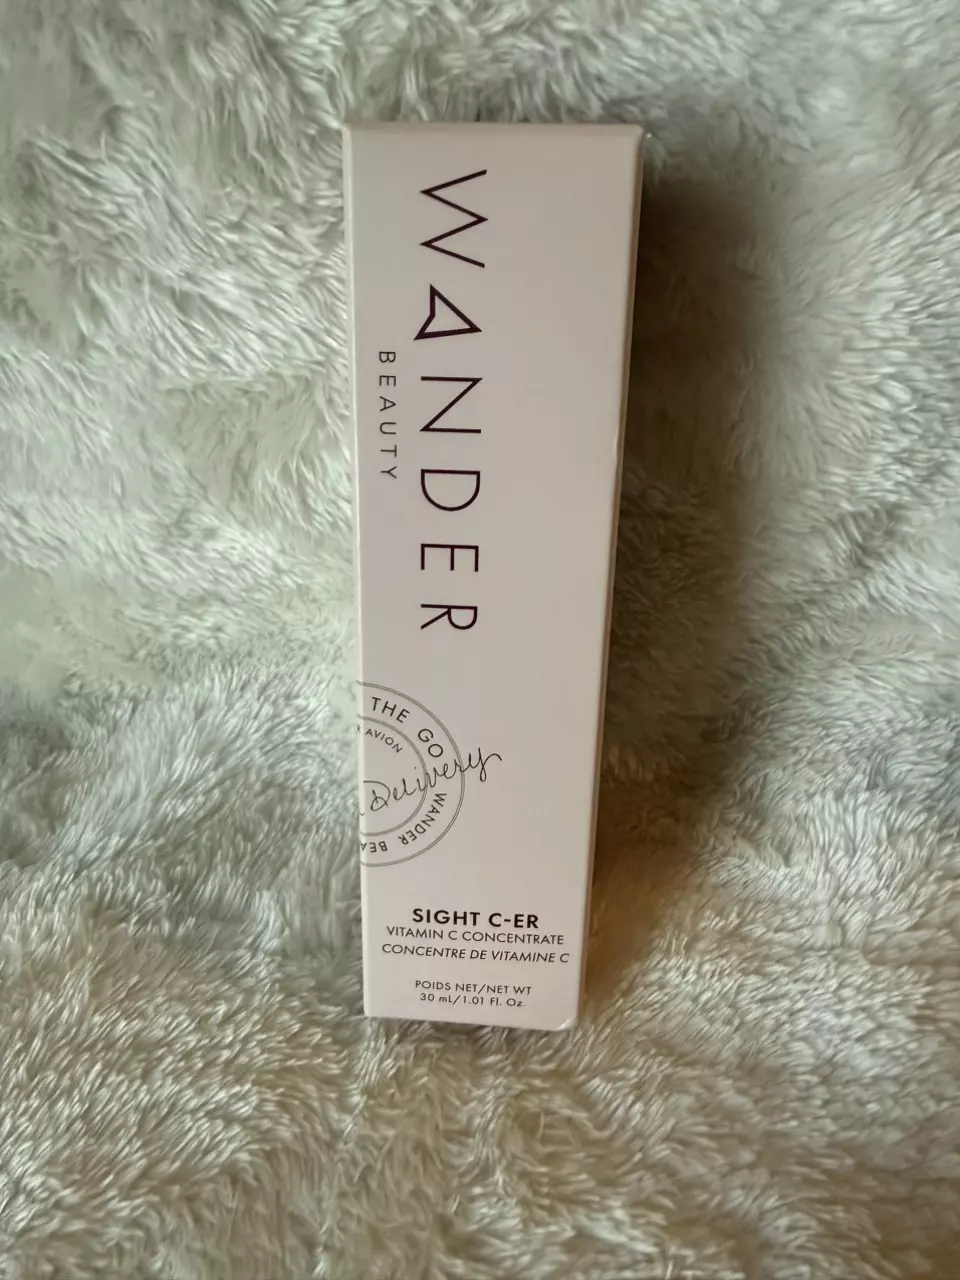 WANDER
BEAUTY
THE GO
AVION
Delivery
WANDER
SIGHT C-ER
VITAMIN C CONCENTRATE
CONCENTRE DE VITAMINE C
POIDS NET/NET WT
30 mL/1.01 Fl. Oz.